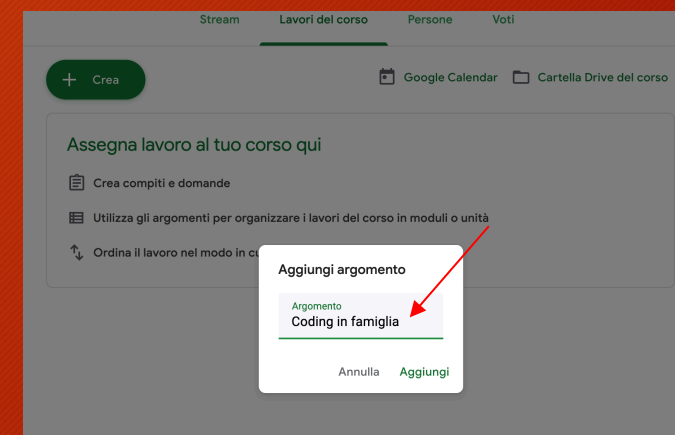 Stream Lavori del corso Persone Voti
+ Crea Google Calendar Cartella Drive del corso
Assegna lavoro al tuo corso qui
Crea compiti e domande
Utilizza gli argomenti per organizzare i lavori del corso in moduli o unità
Ordina il lavoro nel modo in cu
Aggiungi argomento
Argomento
Coding in famiglia
Annulla Aggiungi